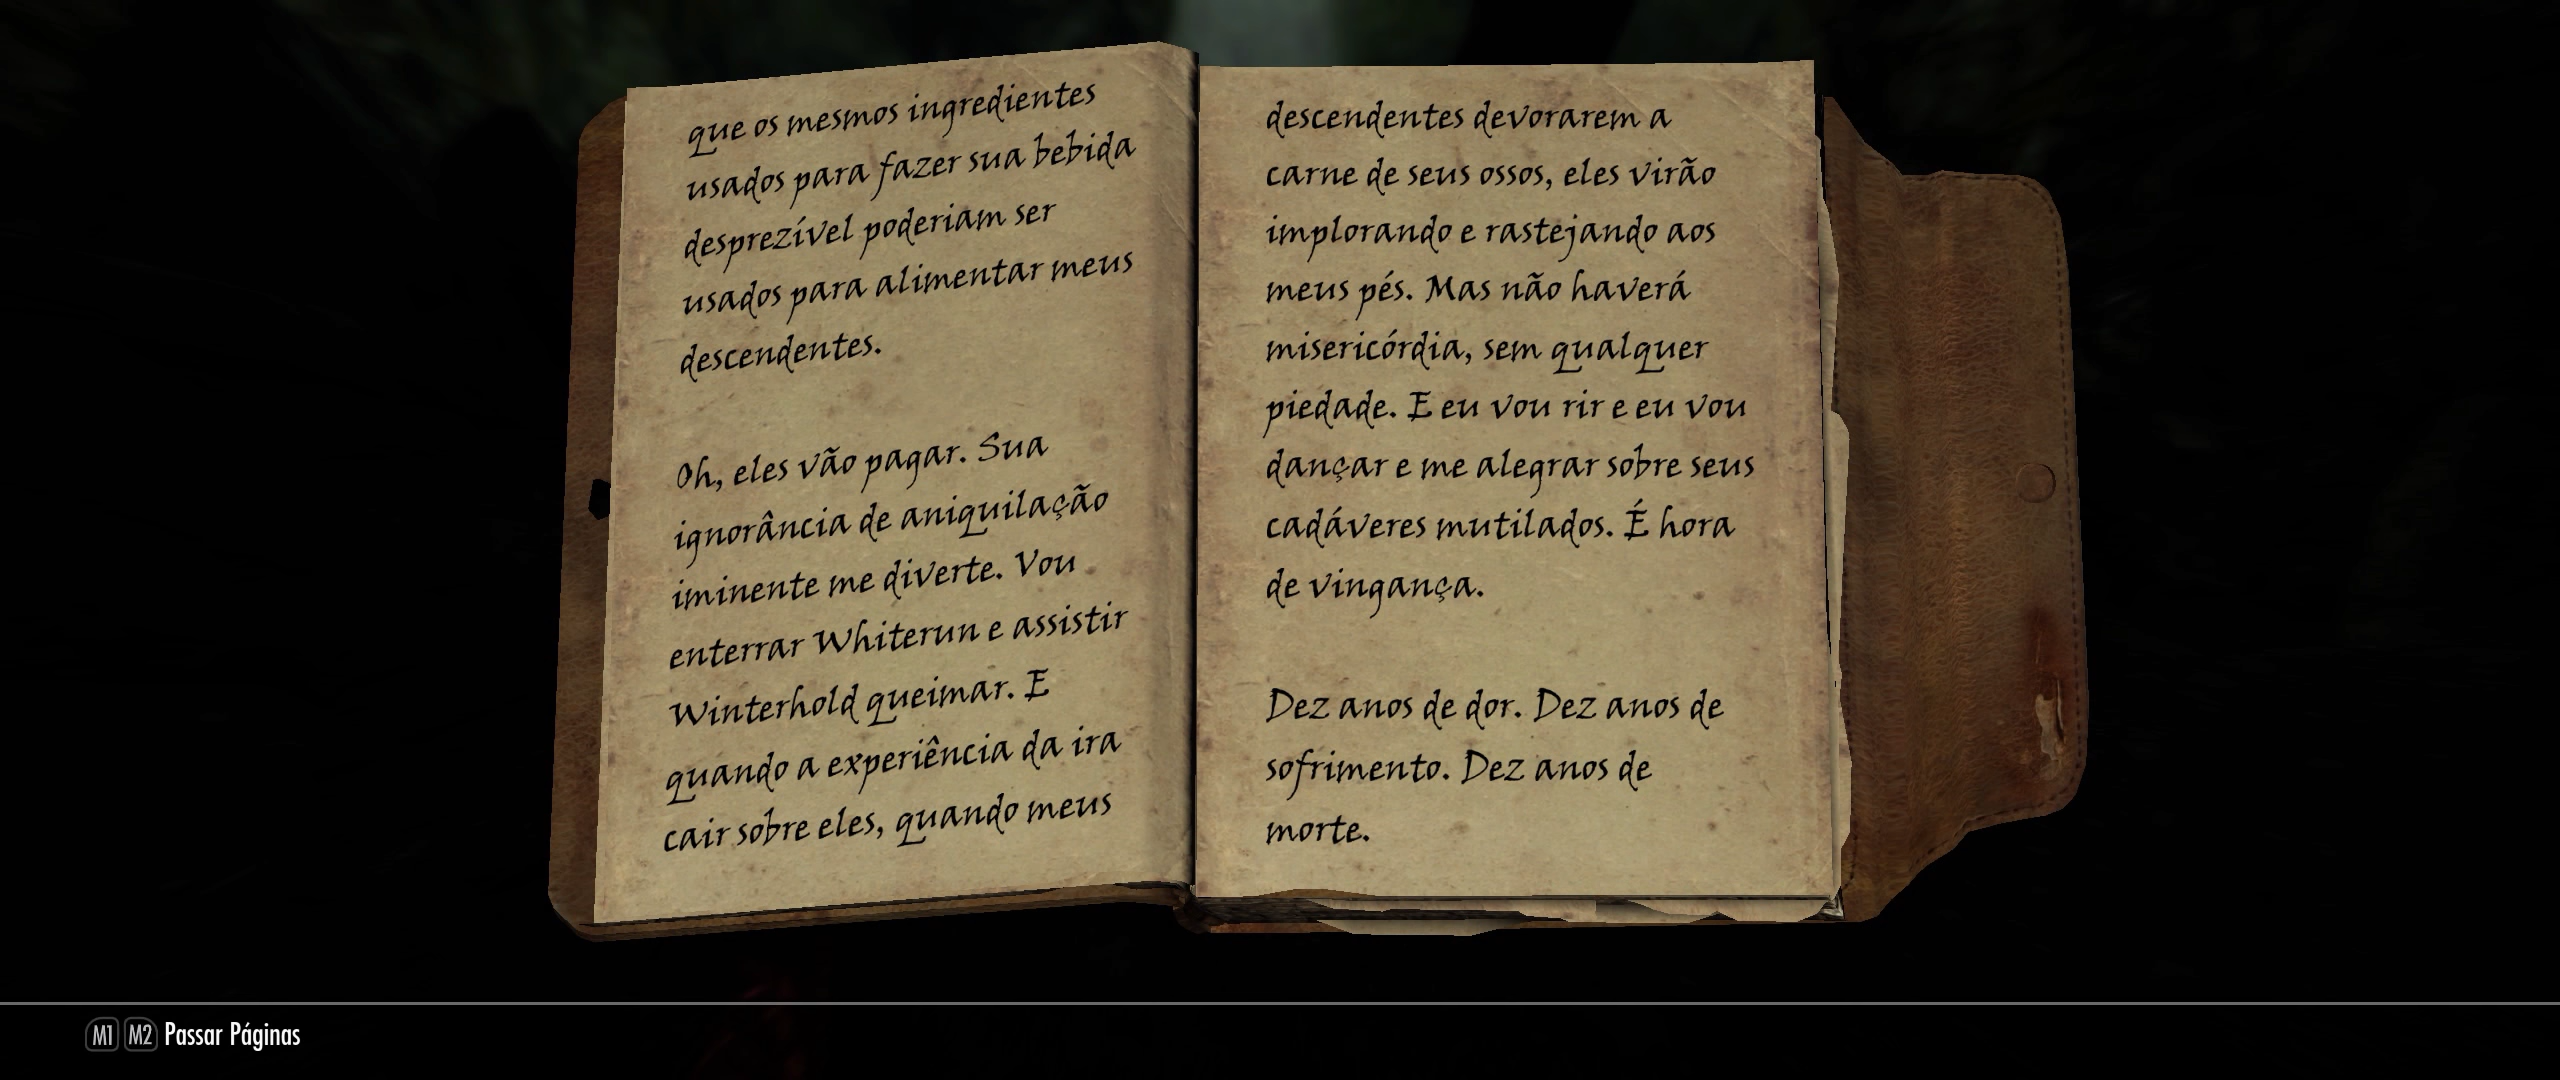 que os mesmos ingredientes
usados para fazer sua bebida
desprezível poderiam ser
usados para alimentar meus
descendentes.
Oh, eles vão pagar. Sua
ignorância de aniquilação
iminente me diverte. Vou
enterrar Whiterun e assistir
Winterhold queimar. E
quando a experiência da ira
cair sobre eles, quando meus
descendentes devorarem a
carne de seus ossos, eles virão
implorando e rastejando aos
meus pés. Mas não haverá
misericórdia, sem qualquer
piedade. E eu vou rir e eu vou
dançar e me alegrar sobre seus
cadáveres mutilados. É hora
de vingança.
Dez anos de dor. Dez anos de
sofrimento. Dez anos de
morte.
M1 M2 Passar Páginas